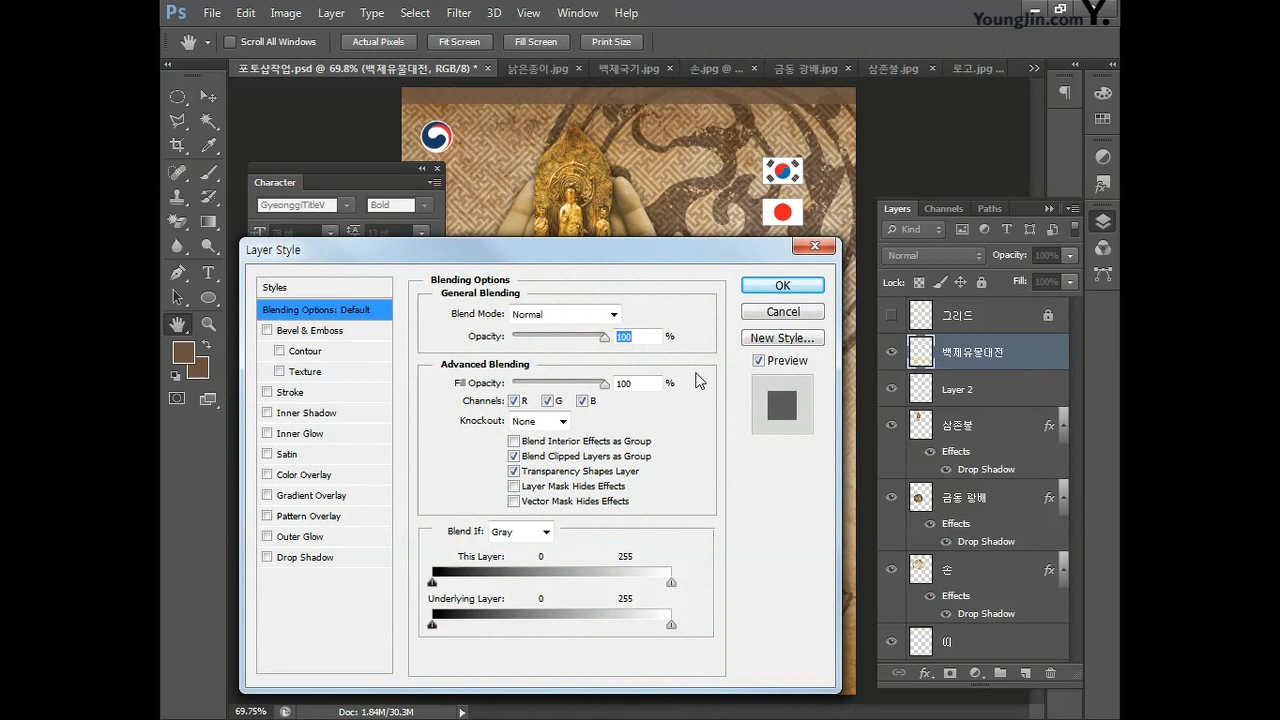 Ps File Edit Image Layer Type Select Filter 3D View Window Help
YoungJin.com Y.
Scroll All Windows Actual Pixels Fit Screen Fill Screen Print Size
포토샵작업.psd @ 69.8% (백제유물대전, RGB/8) * × 낡은종이.jpg × 백제국기.jpg × 손.jpg @ ... × 금동 광배.jpg × 삼존불.jpg × 로고.jpg ...
Character
GyeonggiTitleV Bold
Layer Style
Styles
Blending Options: Default
Bevel & Emboss
Contour
Texture
Stroke
Inner Shadow
Inner Glow
Satin
Color Overlay
Gradient Overlay
Pattern Overlay
Outer Glow
Drop Shadow
Blending Options
General Blending
Blend Mode: Normal
Opacity: 100 %
Advanced Blending
Fill Opacity: 100 %
Channels: R G B
Knockout: None
Blend Interior Effects as Group
Blend Clipped Layers as Group
Transparency Shapes Layer
Layer Mask Hides Effects
Vector Mask Hides Effects
Blend If: Gray
This Layer: 0 255
Underlying Layer: 0 255
OK
Cancel
New Style...
Preview
Layers Channels Paths
Kind
Normal Opacity: 100%
Lock: Fill: 100%
그리드
백제유물대전
Layer 2
삼존불 fx
Effects
Drop Shadow
금동 광배 fx
Effects
Drop Shadow
손 fx
Effects
Drop Shadow
띠
69.75% Doc: 1.84M/30.3M